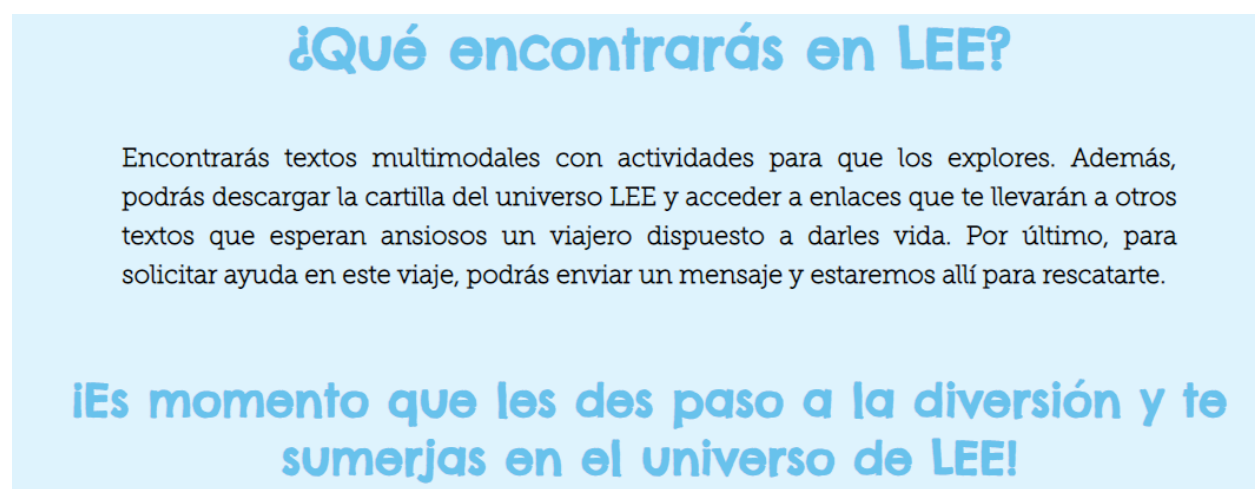 ¿Qué encontrarás en LEE?
Encontrarás textos multimodales con actividades para que los explores. Además,
podrás descargar la cartilla del universo LEE y acceder a enlaces que te llevarán a otros
textos que esperan ansiosos un viajero dispuesto a darles vida. Por último, para
solicitar ayuda en este viaje, podrás enviar un mensaje y estaremos allí para rescatarte.
¡Es momento que les des paso a la diversión y te
sumerjas en el universo de LEE!